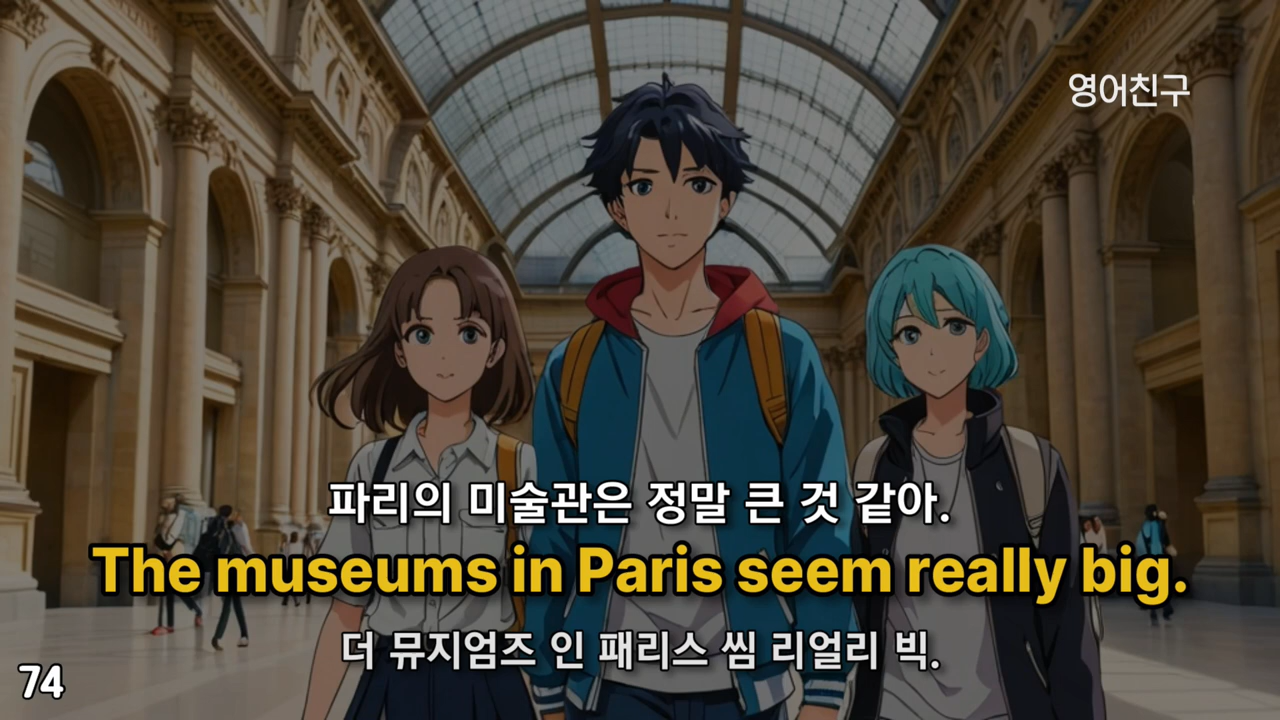 영어친구
파리의 미술관은 정말 큰 것 같아.
The museums in Paris seem really big.
더 뮤지엄즈 인 패리스 씸 리얼리 빅.
74